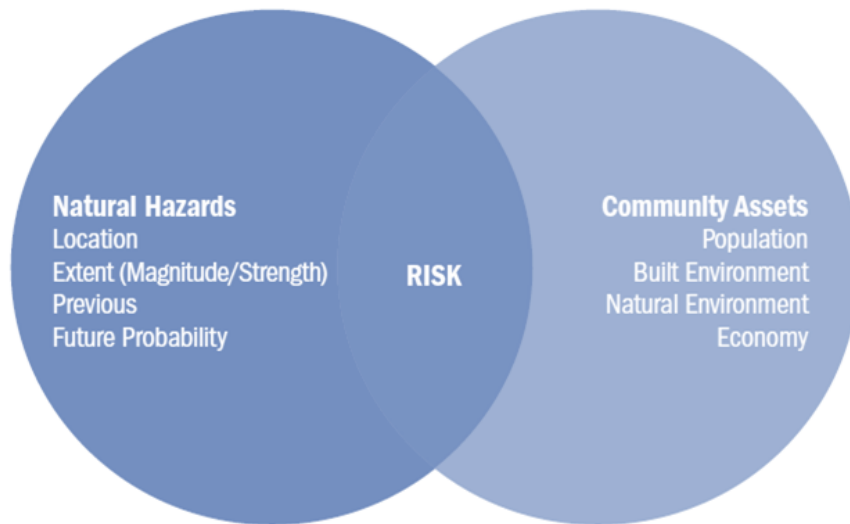 Natural Hazards
Location
Extent (Magnitude/Strength)
Previous
Future Probability
RISK
Community Assets
Population
Built Environment
Natural Environment
Economy